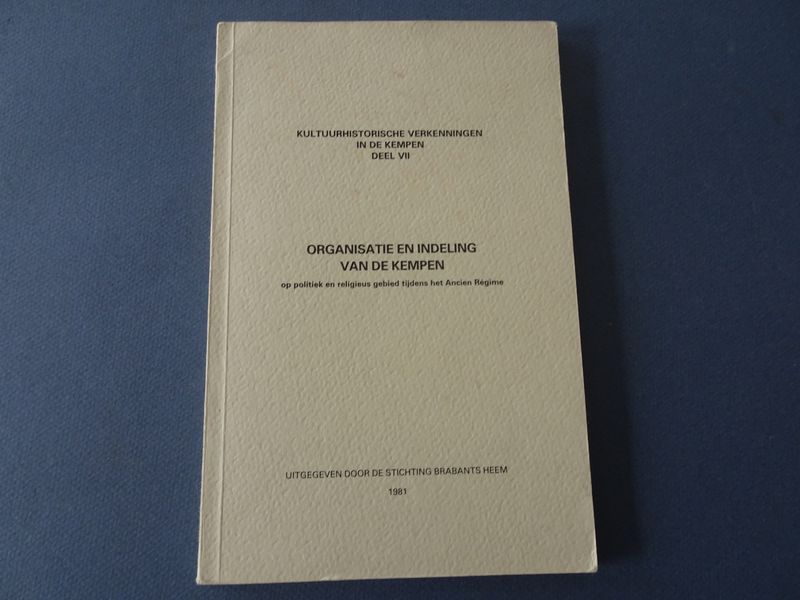 KULTUURHISTORISCHE VERKENNINGEN
IN DE KEMPEN
DEEL VII
ORGANISATIE EN INDELING
VAN DE KEMPEN
op politiek en religieus gebied tijdens het Ancien Régime
UITGEGEVEN DOOR DE STICHTING BRABANTS HEEM
1981